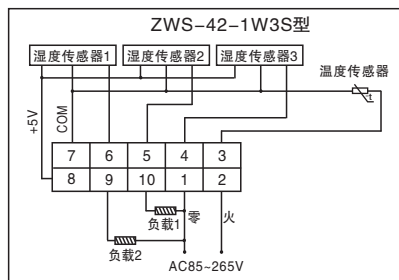 ZWS-42-1W3S型
湿度传感器1 湿度传感器2 湿度传感器3
温度传感器
t
+5V
COM
7 6 5 4 3
8 9 10 1 2
负载1
零
火
负载2
AC85~265V